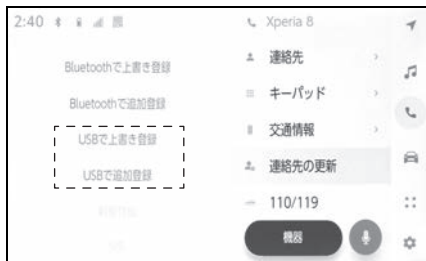 2:40
Bluetoothで上書き登録
Bluetoothで追加登録
USBで上書き登録
USBで追加登録
Xperia 8
連絡先
キーパッド
交通情報
連絡先の更新
110/119
機器